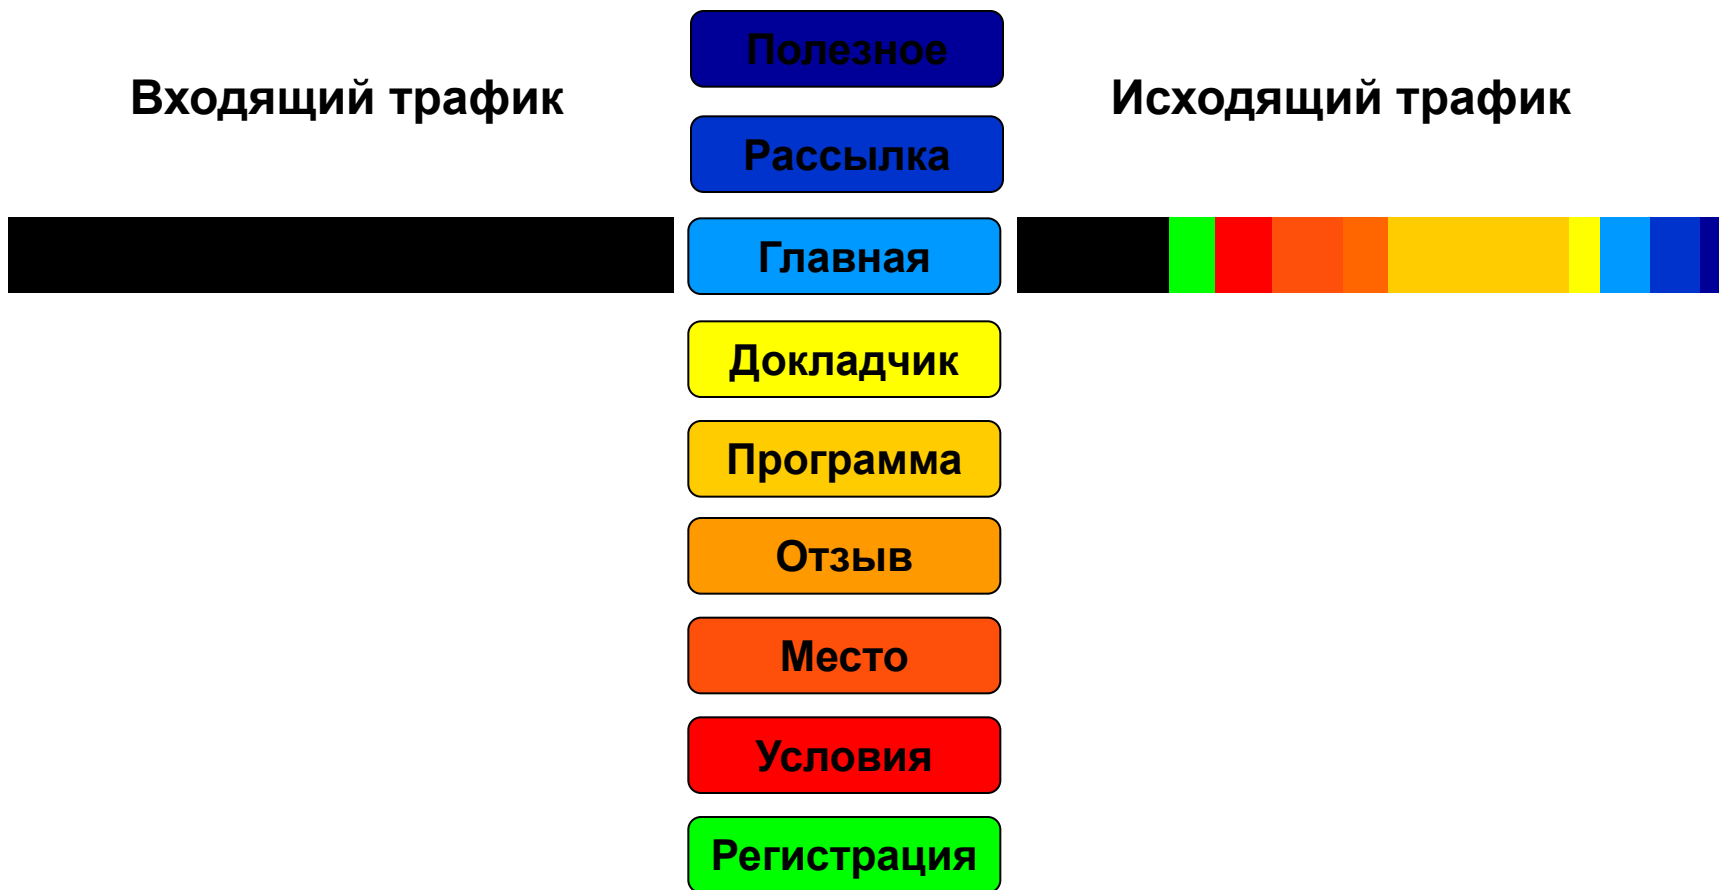 Полезное
Входящий трафик
Исходящий трафик
Рассылка
Главная
Докладчик
Программа
Отзыв
Место
Условия
Регистрация